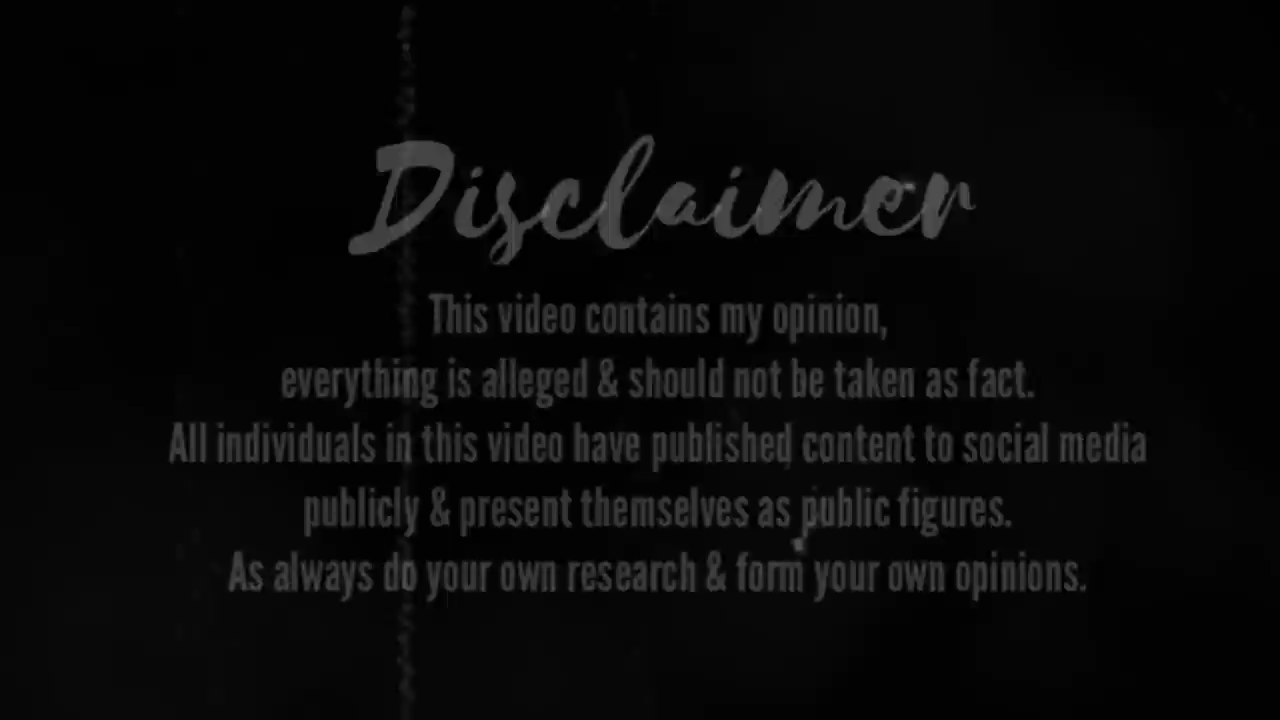 Disclaimer
This video contains my opinion,
everything is alleged & should not be taken as fact.
All individuals in this video have published content to social media
publicly & present themselves as public figures.
As always do your own research & form your own opinions.